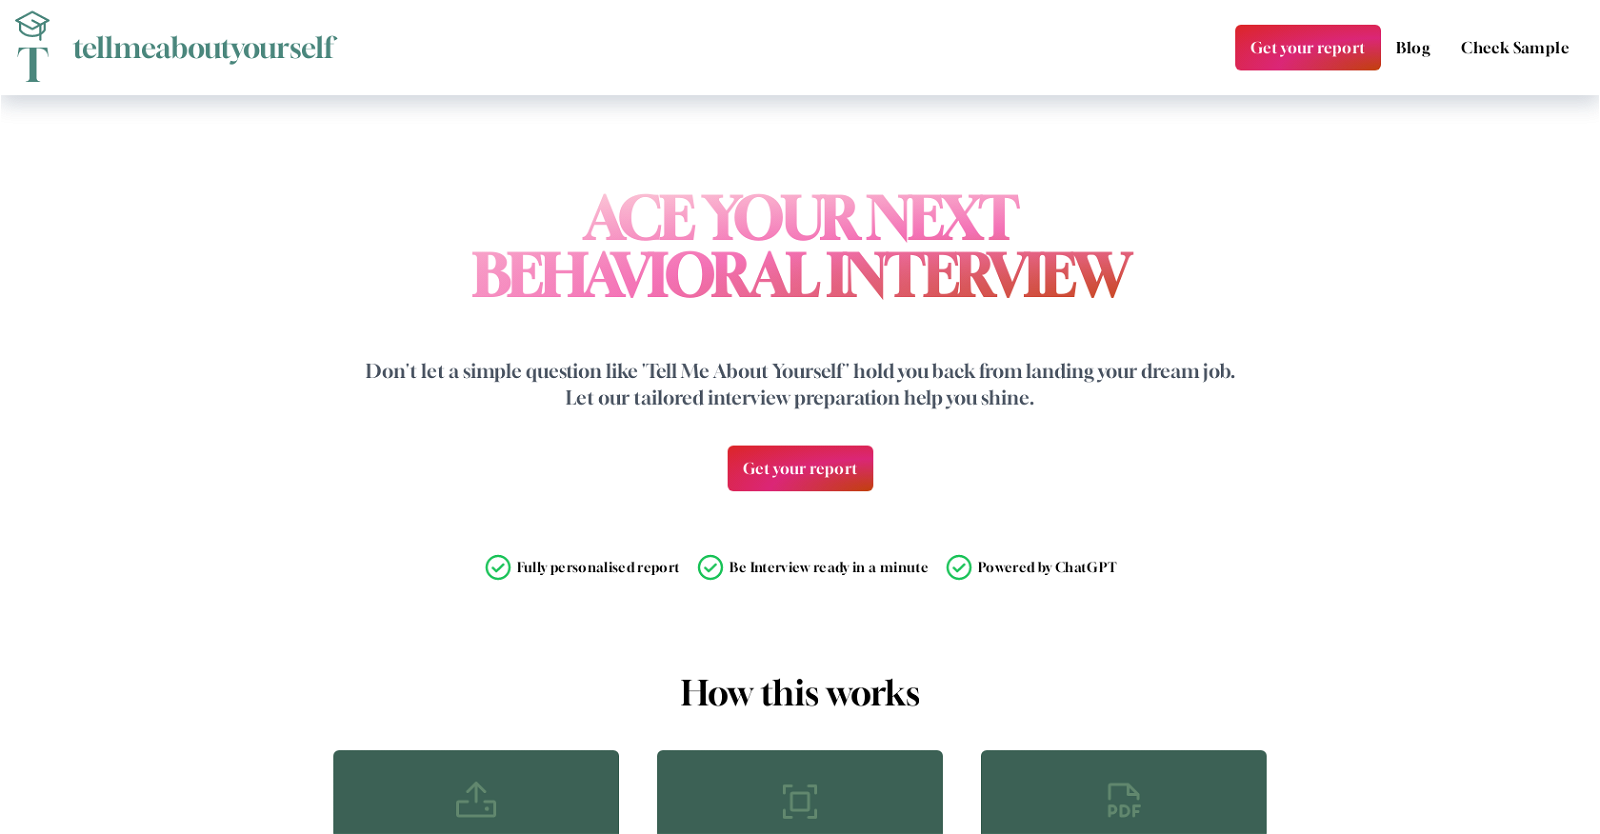 T
tellmeaboutyourself
Get your report
Blog
Check Sample
ACE YOUR NEXT
BEHAVIORAL INTERVIEW
Don't let a simple question like "Tell Me About Yourself" hold you back from landing your dream job.
Let our tailored interview preparation help you shine.
Get your report
Fully personalised report
Be Interview ready in a minute
Powered by ChatGPT
How this works
PDF